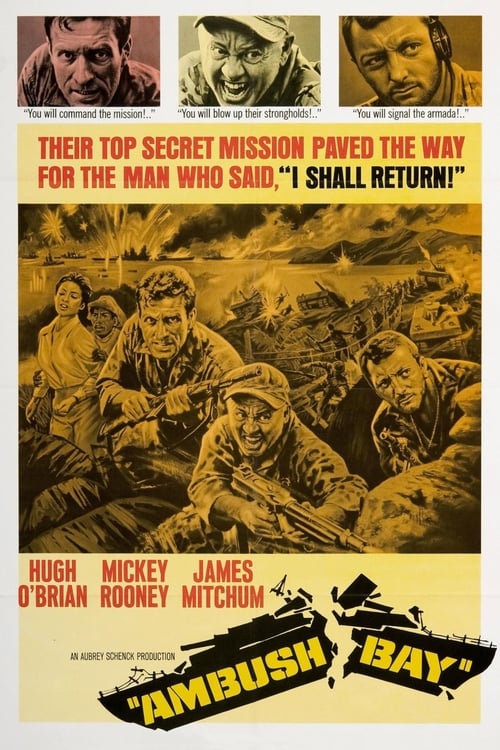 "You will command the mission!.."
"You will blow up their strongholds!.."
"You will signal the armada!.."
THEIR TOP SECRET MISSION PAVED THE WAY
FOR THE MAN WHO SAID, "I SHALL RETURN!"
HUGH O'BRIAN
MICKEY ROONEY
JAMES MITCHUM
AN AUBREY SCHENCK PRODUCTION
"AMBUSH BAY"